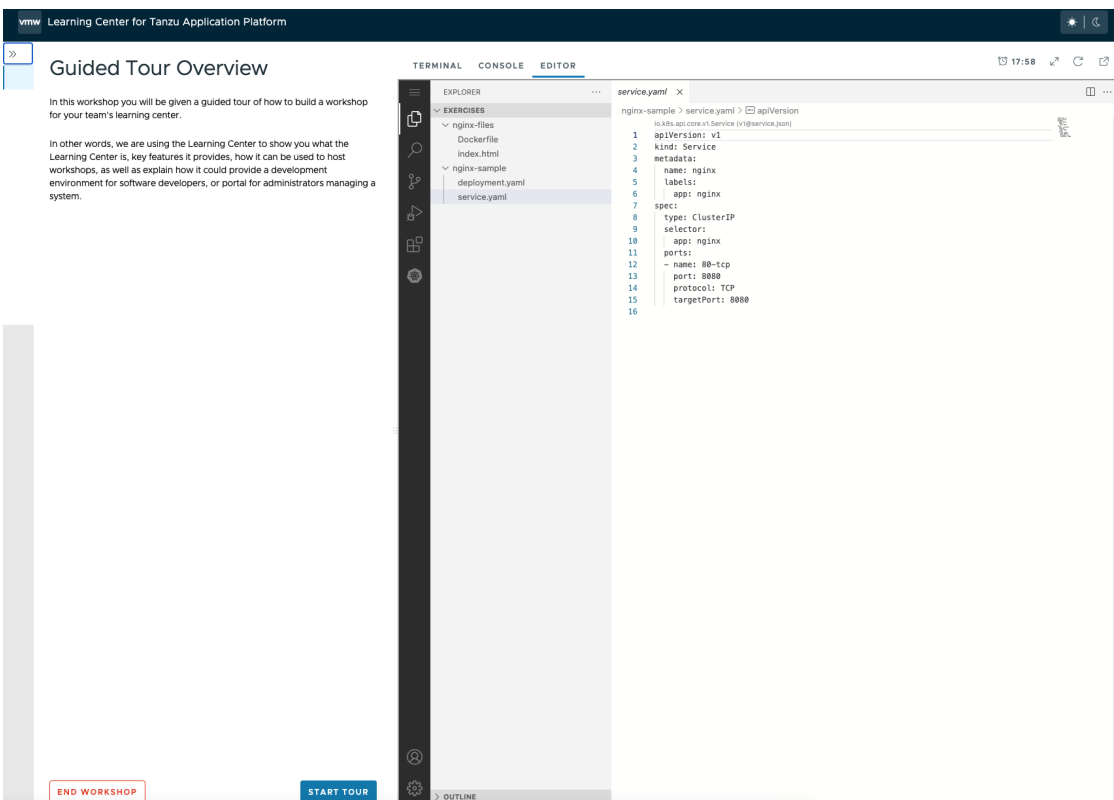 vmw Learning Center for Tanzu Application Platform
Guided Tour Overview
In this workshop you will be given a guided tour of how to build a workshop
for your team's learning center.
In other words, we are using the Learning Center to show you what the
Learning Center is, key features it provides, how it can be used to host
workshops, as well as explain how it could provide a development
environment for software developers, or portal for administrators managing a
system.
END WORKSHOP
START TOUR
TERMINAL CONSOLE EDITOR
17:58
EXPLORER
EXERCISES
nginx-files
Dockerfile
index.html
nginx-sample
deployment.yaml
service.yaml
OUTLINE
service.yaml
nginx-sample > service.yaml > apiVersion
io.k8s.api.core.v1.Service (v1@service.json)
1 apiVersion: v1
2 kind: Service
3 metadata:
4 name: nginx
5 labels:
6 app: nginx
7 spec:
8 type: ClusterIP
9 selector:
10 app: nginx
11 ports:
12 - name: 80-tcp
13 port: 8080
14 protocol: TCP
15 targetPort: 8080
16